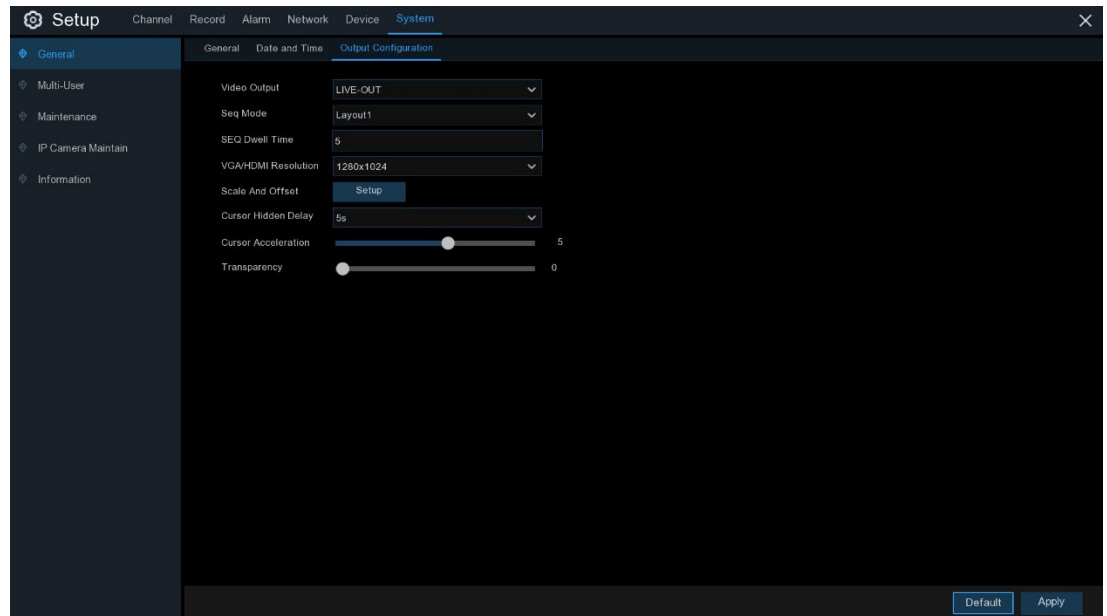 Setup Channel Record Alarm Network Device System
General
Multi-User
Maintenance
IP Camera Maintain
Information
General Date and Time Output Configuration
Video Output LIVE-OUT
Seq Mode Layout1
SEQ Dwell Time 5
VGA/HDMI Resolution 1280x1024
Scale And Offset Setup
Cursor Hidden Delay 5s
Cursor Acceleration 5
Transparency 0
Default Apply